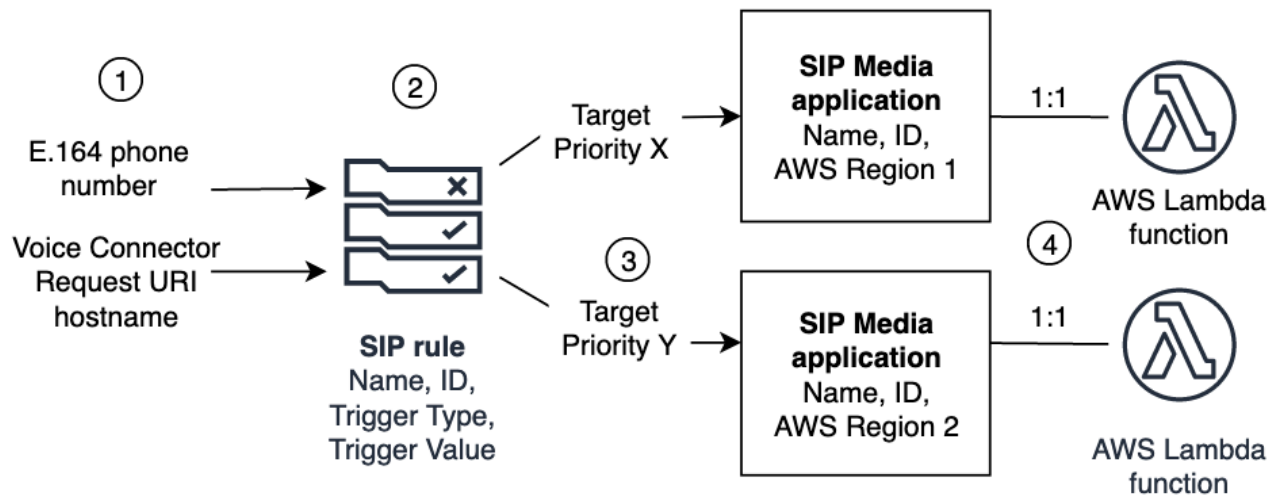 1
E.164 phone
number
Voice Connector
Request URI
hostname
2
SIP rule
Name, ID,
Trigger Type,
Trigger Value
Target
Priority X
3
Target
Priority Y
SIP Media
application
Name, ID,
AWS Region 1
SIP Media
application
Name, ID,
AWS Region 2
1:1
4
1:1
AWS Lambda
function
AWS Lambda
function